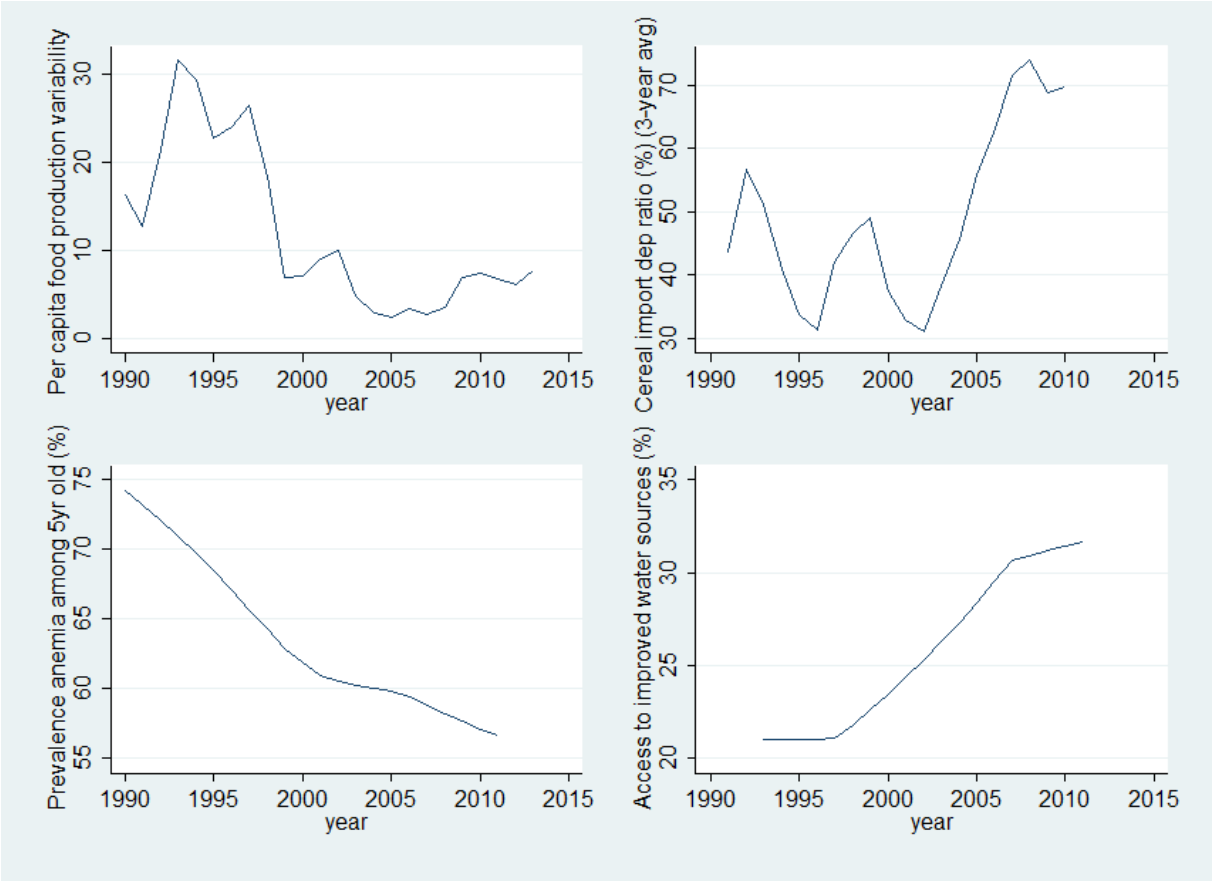 Per capita food production variability
30
20
10
0
1990 1995 2000 2005 2010 2015
year
Cereal import dep ratio (%) (3-year avg)
70
60
50
40
30
1990 1995 2000 2005 2010 2015
year
Prevalence anemia among 5yr old (%)
75
70
65
60
55
1990 1995 2000 2005 2010 2015
year
Access to improved water sources (%)
35
30
25
20
1990 1995 2000 2005 2010 2015
year